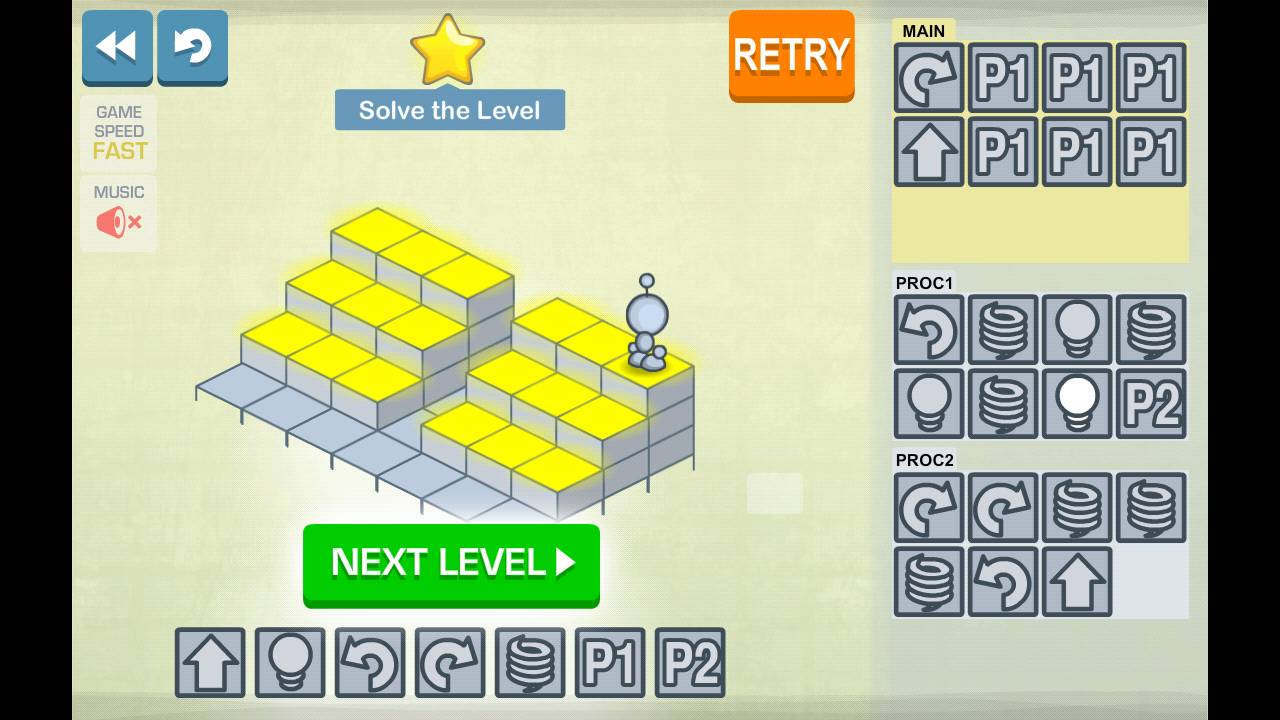 RETRY
Solve the Level
GAME
SPEED
FAST
MUSIC
MAIN
P1 P1 P1
P1 P1 P1
PROC1
P2
PROC2
NEXT LEVEL
P1 P2